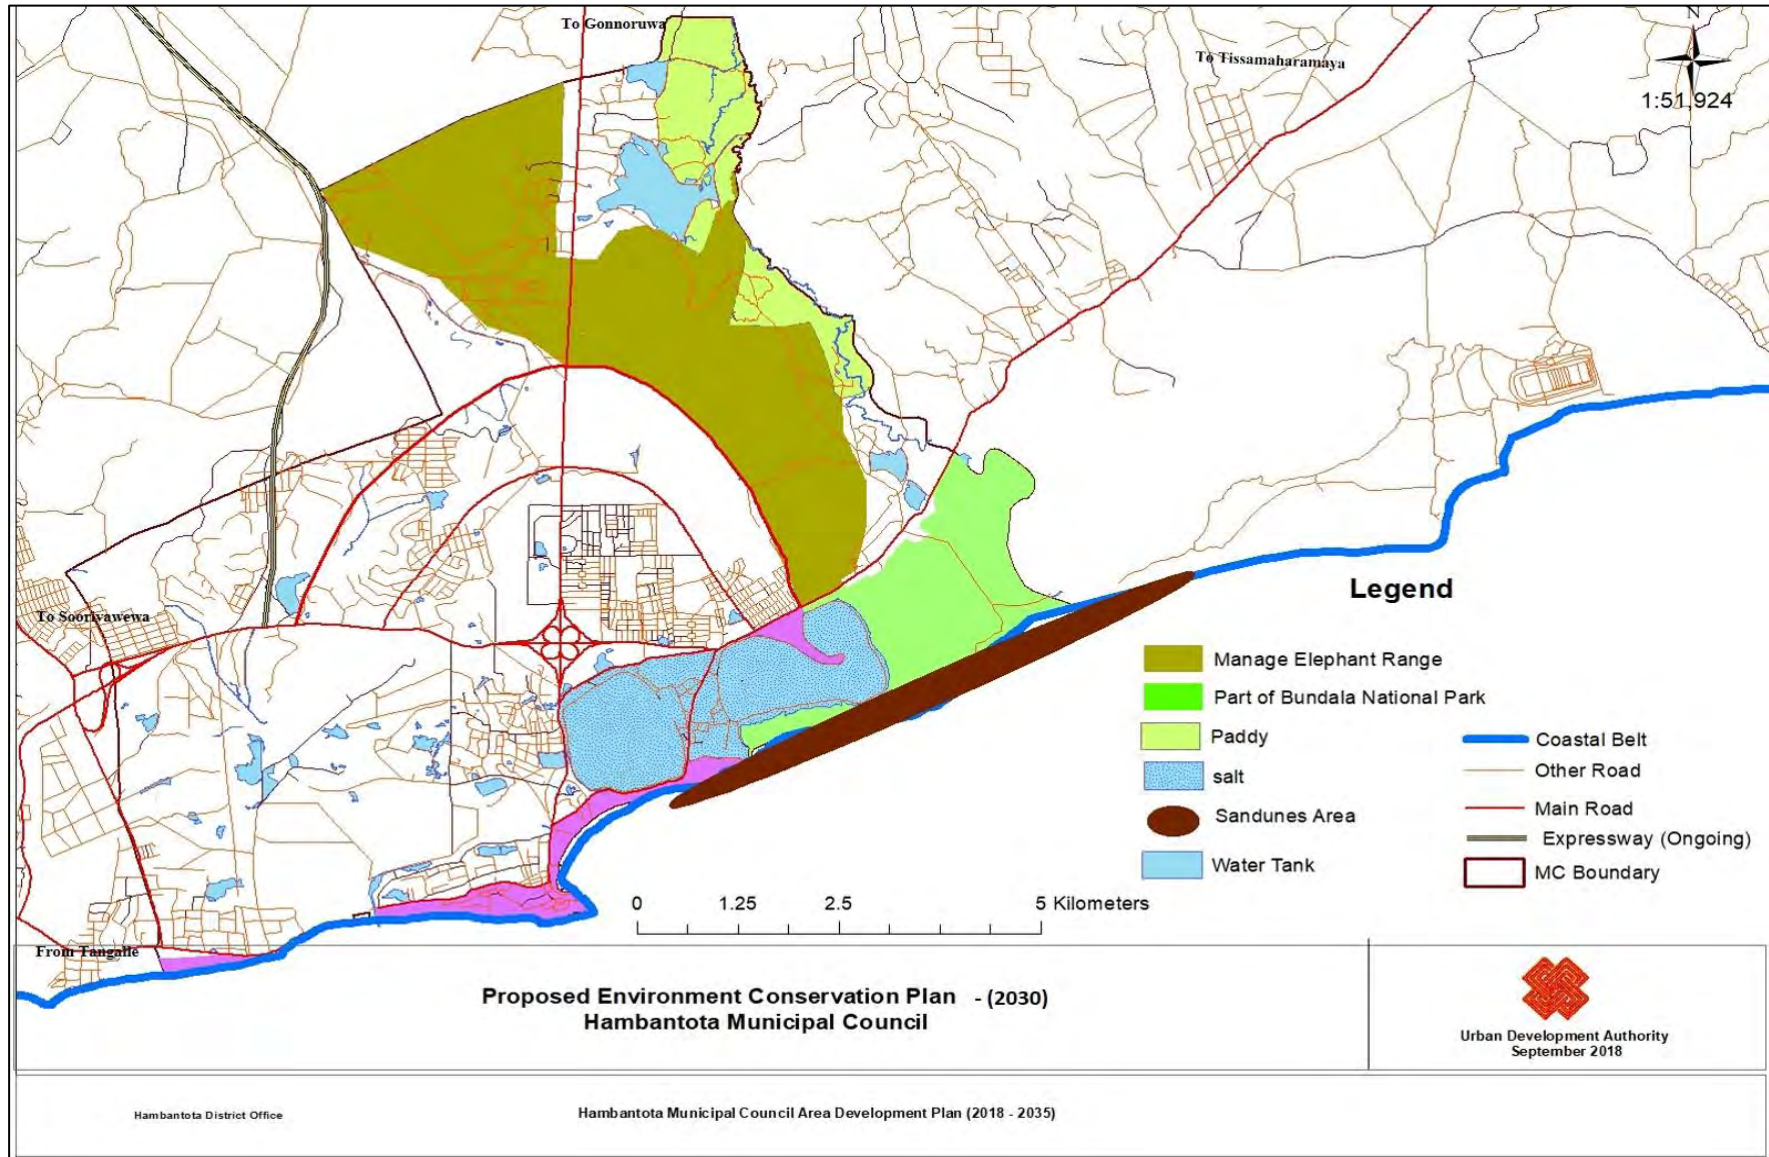 To Gonnoruwa
N
To Tissamaharamaya
1:51,924
To Sooriyawewa
From Tangalle
Legend
Manage Elephant Range
Part of Bundala National Park
Paddy
salt
Sandunes Area
Water Tank
Coastal Belt
Other Road
Main Road
Expressway (Ongoing)
MC Boundary
0 1.25 2.5 5 Kilometers
Proposed Environment Conservation Plan - (2030)
Hambantota Municipal Council
Urban Development Authority
September 2018
Hambantota District Office
Hambantota Municipal Council Area Development Plan (2018 - 2035)